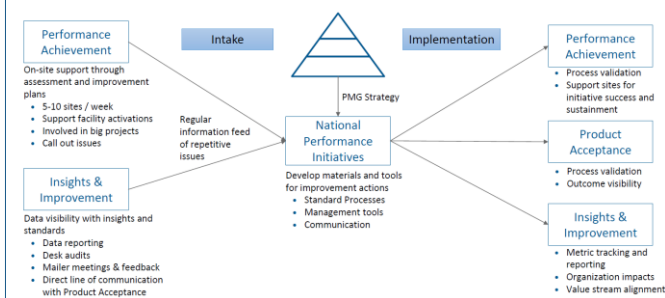 Performance
Achievement
On-site support through
assessment and improvement
plans
• 5-10 sites / week
• Support facility activations
• Involved in big projects
• Call out issues
Insights &
Improvement
Data visibility with insights and
standards
• Data reporting
• Desk audits
• Mailer meetings & feedback
• Direct line of communication
with Product Acceptance
Intake
Regular
information feed
of repetitive
issues
PMG Strategy
National
Performance
Initiatives
Develop materials and tools
for improvement actions
• Standard Processes
• Management tools
• Communication
Implementation
Performance
Achievement
• Process validation
• Support sites for
initiative success and
sustainment
Product
Acceptance
• Process validation
• Outcome visibility
Insights &
Improvement
• Metric tracking and
reporting
• Organization impacts
• Value stream alignment